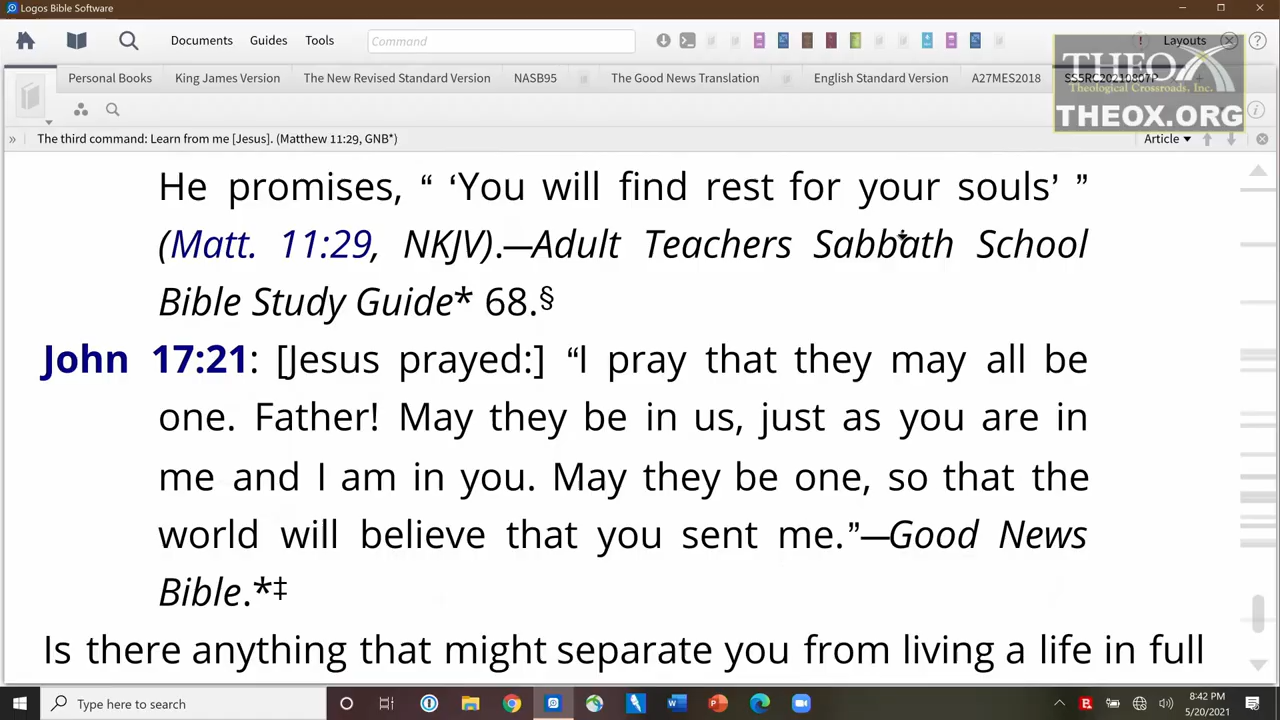 Logos Bible Software
Documents Guides Tools Command Layouts
Personal Books King James Version The New Revised Standard Version NASB95 The Good News Translation English Standard Version A27MES2018 SS5RC20210807P
THEOX
Theological Crossroads, Inc.
THEOX.ORG
» The third command: Learn from me [Jesus]. (Matthew 11:29, GNB*) Article
He promises, “ ‘You will find rest for your souls’ ”
(Matt. 11:29, NKJV).—Adult Teachers Sabbath School
Bible Study Guide* 68.§
John 17:21: [Jesus prayed:] “I pray that they may all be
one. Father! May they be in us, just as you are in
me and I am in you. May they be one, so that the
world will believe that you sent me.”—Good News
Bible.*‡
Is there anything that might separate you from living a life in full
Type here to search
8:42 PM
5/20/2021